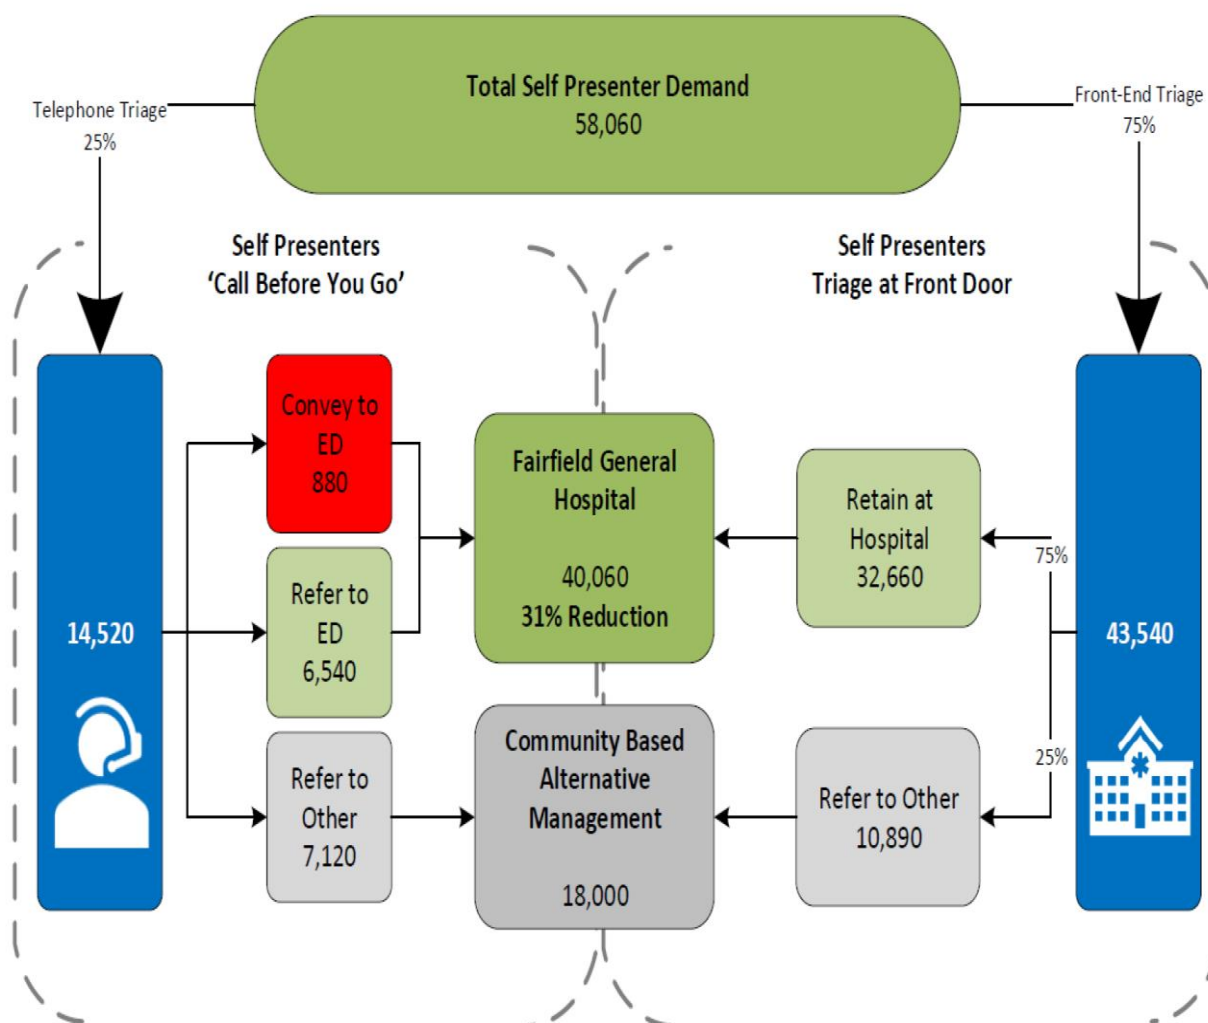 Total Self Presenter Demand
58,060
Telephone Triage
25%
Front-End Triage
75%
Self Presenters
'Call Before You Go'
Self Presenters
Triage at Front Door
14,520
Convey to
ED
880
Refer to
ED
6,540
Refer to
Other
7,120
Fairfield General
Hospital
40,060
31% Reduction
Community Based
Alternative
Management
18,000
Retain at
Hospital
32,660
Refer to Other
10,890
75%
25%
43,540